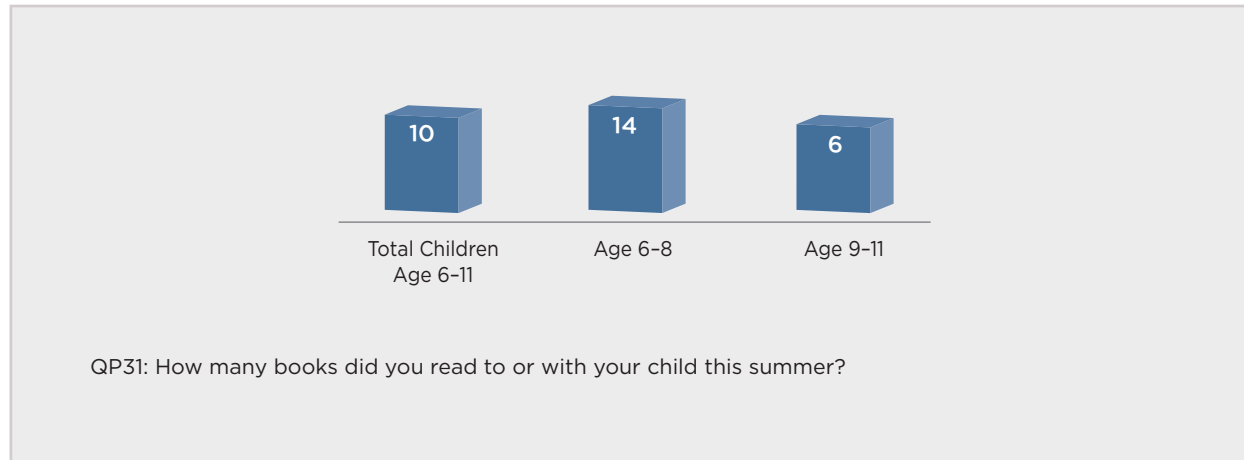 10
14
6
Total Children
Age 6–11
Age 6–8
Age 9–11
QP31: How many books did you read to or with your child this summer?